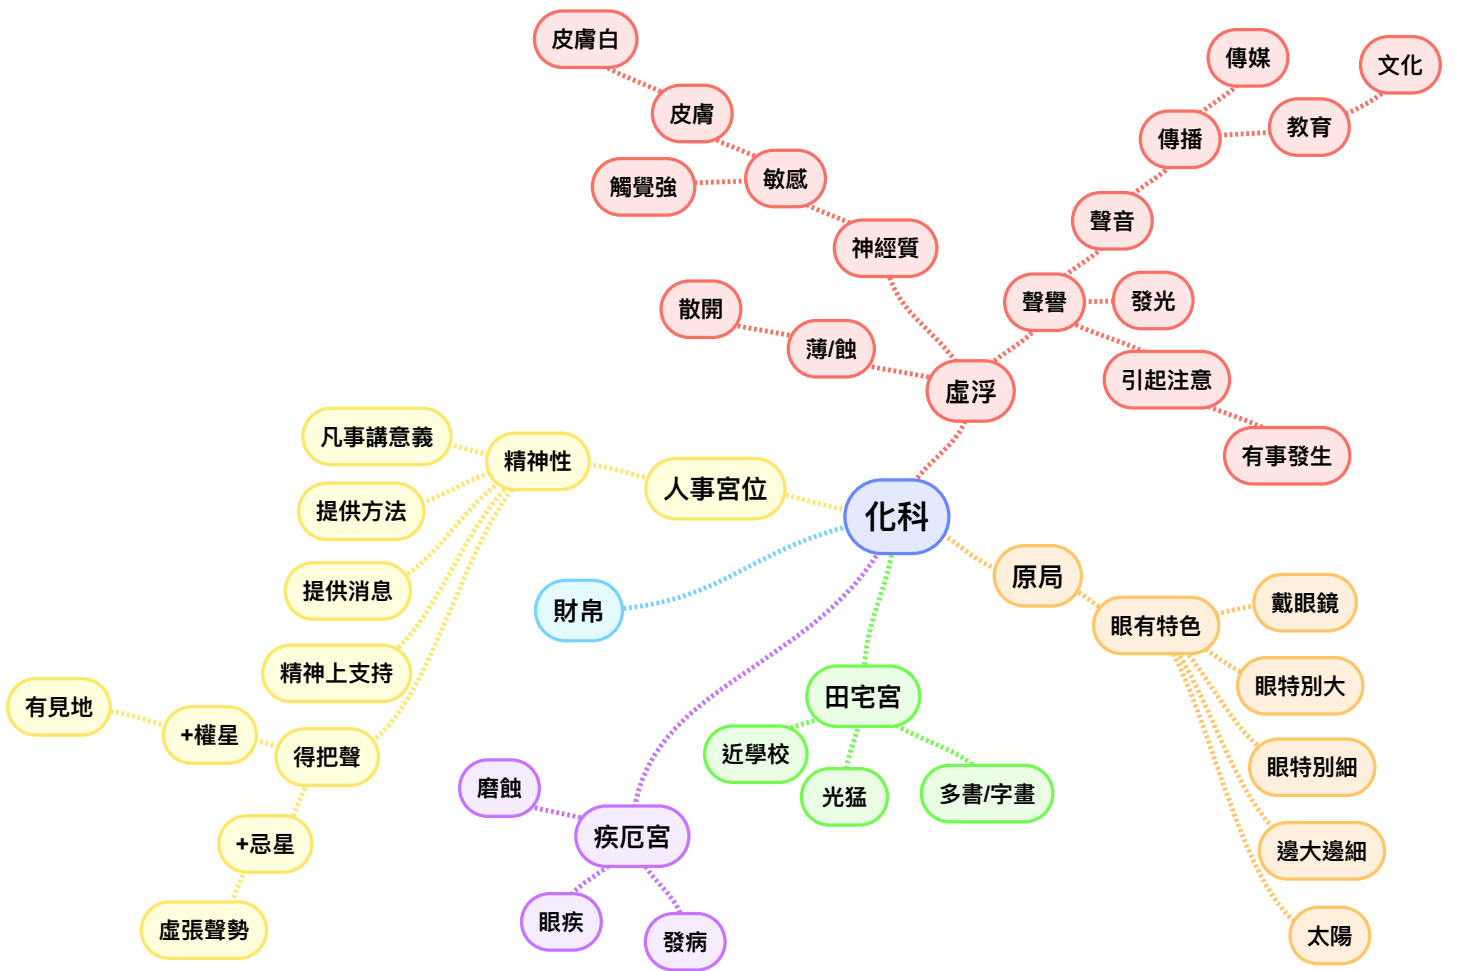 化科
虛浮
神經質
敏感
皮膚
皮膚白
觸覺強
薄/蝕
散開
聲譽
聲音
傳播
傳媒
教育
文化
發光
引起注意
有事發生
原局
眼有特色
戴眼鏡
眼特別大
眼特別細
邊大邊細
太陽
田宅宮
近學校
光猛
多書/字畫
疾厄宮
磨蝕
眼疾
發病
財帛
人事宮位
精神性
凡事講意義
提供方法
提供消息
精神上支持
得把聲
+權星
有見地
+忌星
虛張聲勢